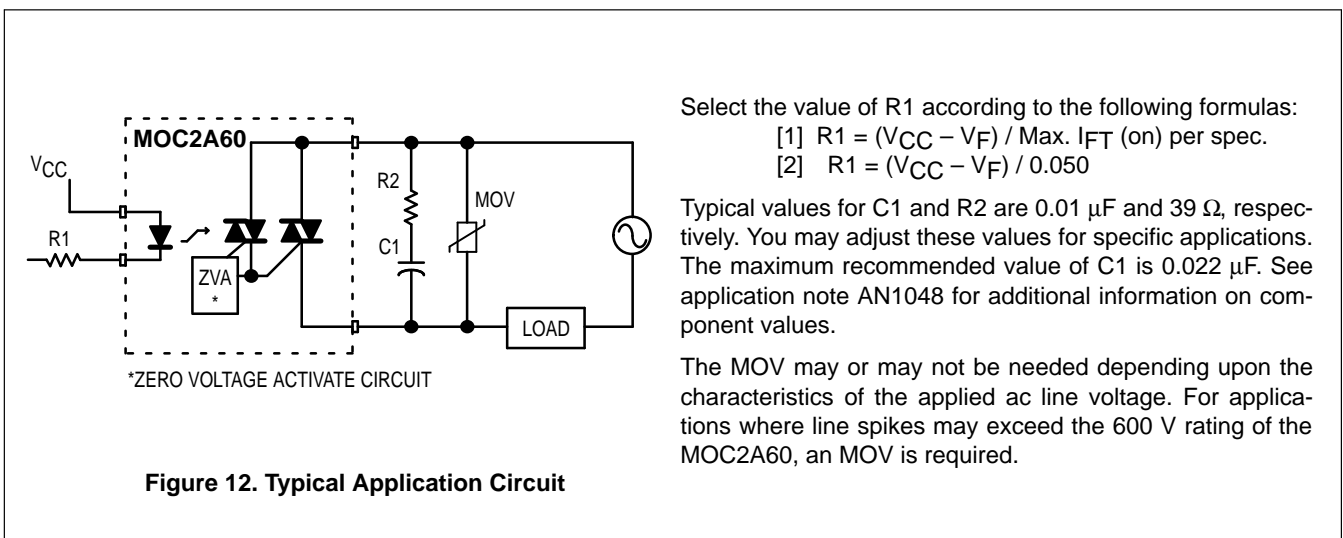 MOC2A60
VCC
R1
ZVA
*
R2
C1
MOV
LOAD
*ZERO VOLTAGE ACTIVATE CIRCUIT
Figure 12. Typical Application Circuit
Select the value of R1 according to the following formulas:
[1] R1 = (VCC – VF) / Max. IFT (on) per spec.
[2] R1 = (VCC – VF) / 0.050
Typical values for C1 and R2 are 0.01 μF and 39 Ω, respec-
tively. You may adjust these values for specific applications.
The maximum recommended value of C1 is 0.022 μF. See
application note AN1048 for additional information on com-
ponent values.
The MOV may or may not be needed depending upon the
characteristics of the applied ac line voltage. For applica-
tions where line spikes may exceed the 600 V rating of the
MOC2A60, an MOV is required.